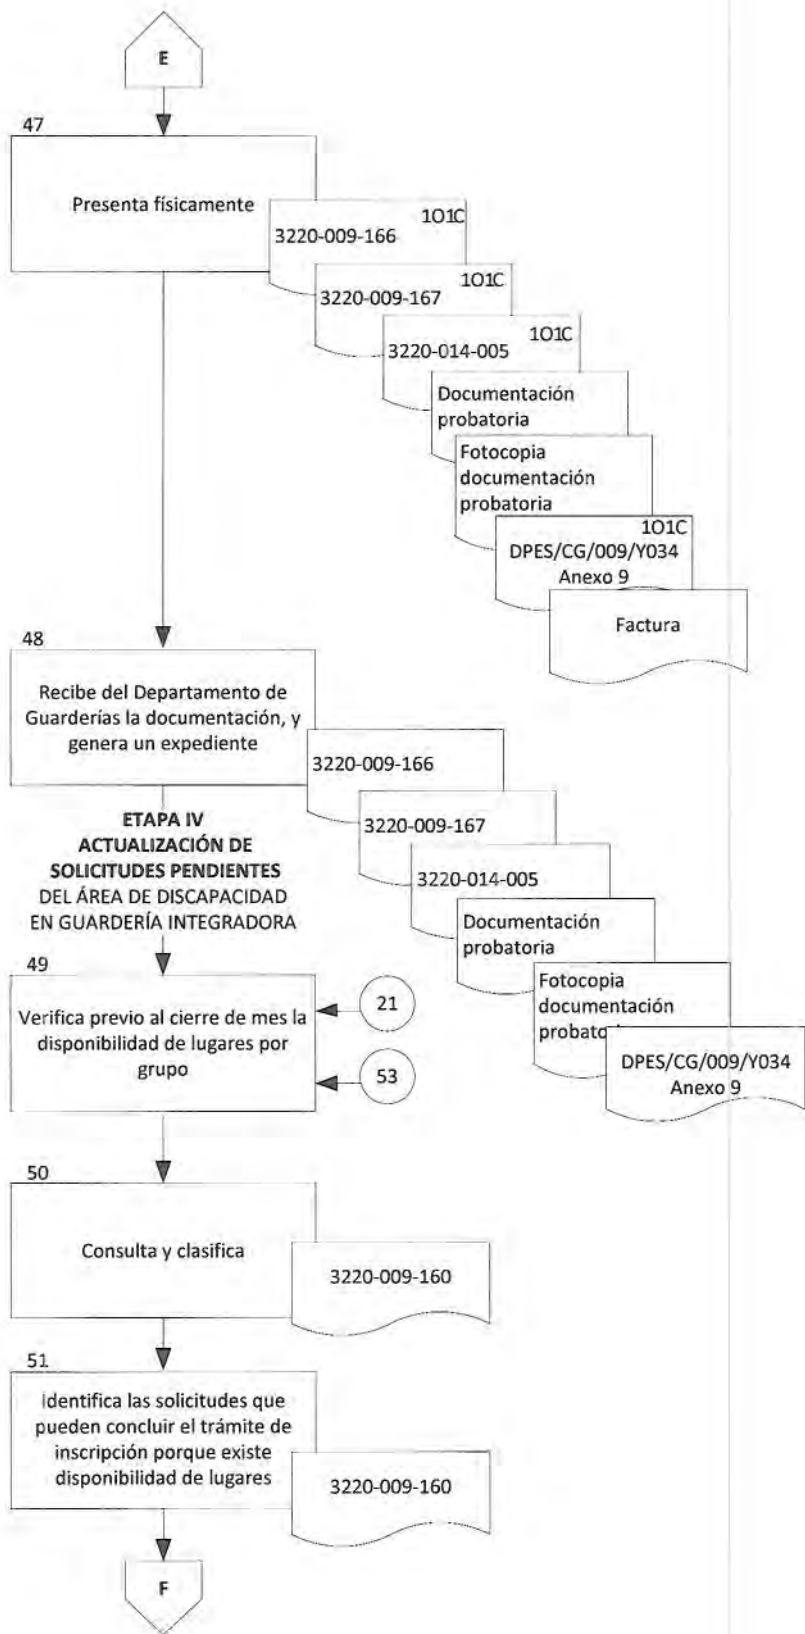 E
47
Presenta físicamente
1O1C
3220-009-166
1O1C
3220-009-167
1O1C
3220-014-005
Documentación
probatoria
Fotocopia
documentación
probatoria
1O1C
DPES/CG/009/Y034
Anexo 9
Factura
48
Recibe del Departamento de
Guarderías la documentación, y
genera un expediente
3220-009-166
3220-009-167
3220-014-005
Documentación
probatoria
Fotocopia
documentación
DPES/CG/009/Y034
Anexo 9
ETAPA IV
ACTUALIZACIÓN DE
SOLICITUDES PENDIENTES
DEL ÁREA DE DISCAPACIDAD
EN GUARDERÍA INTEGRADORA
49
Verifica previo al cierre de mes la
disponibilidad de lugares por
grupo
21
53
50
Consulta y clasifica
3220-009-160
51
Identifica las solicitudes que
pueden concluir el trámite de
inscripción porque existe
disponibilidad de lugares
3220-009-160
F